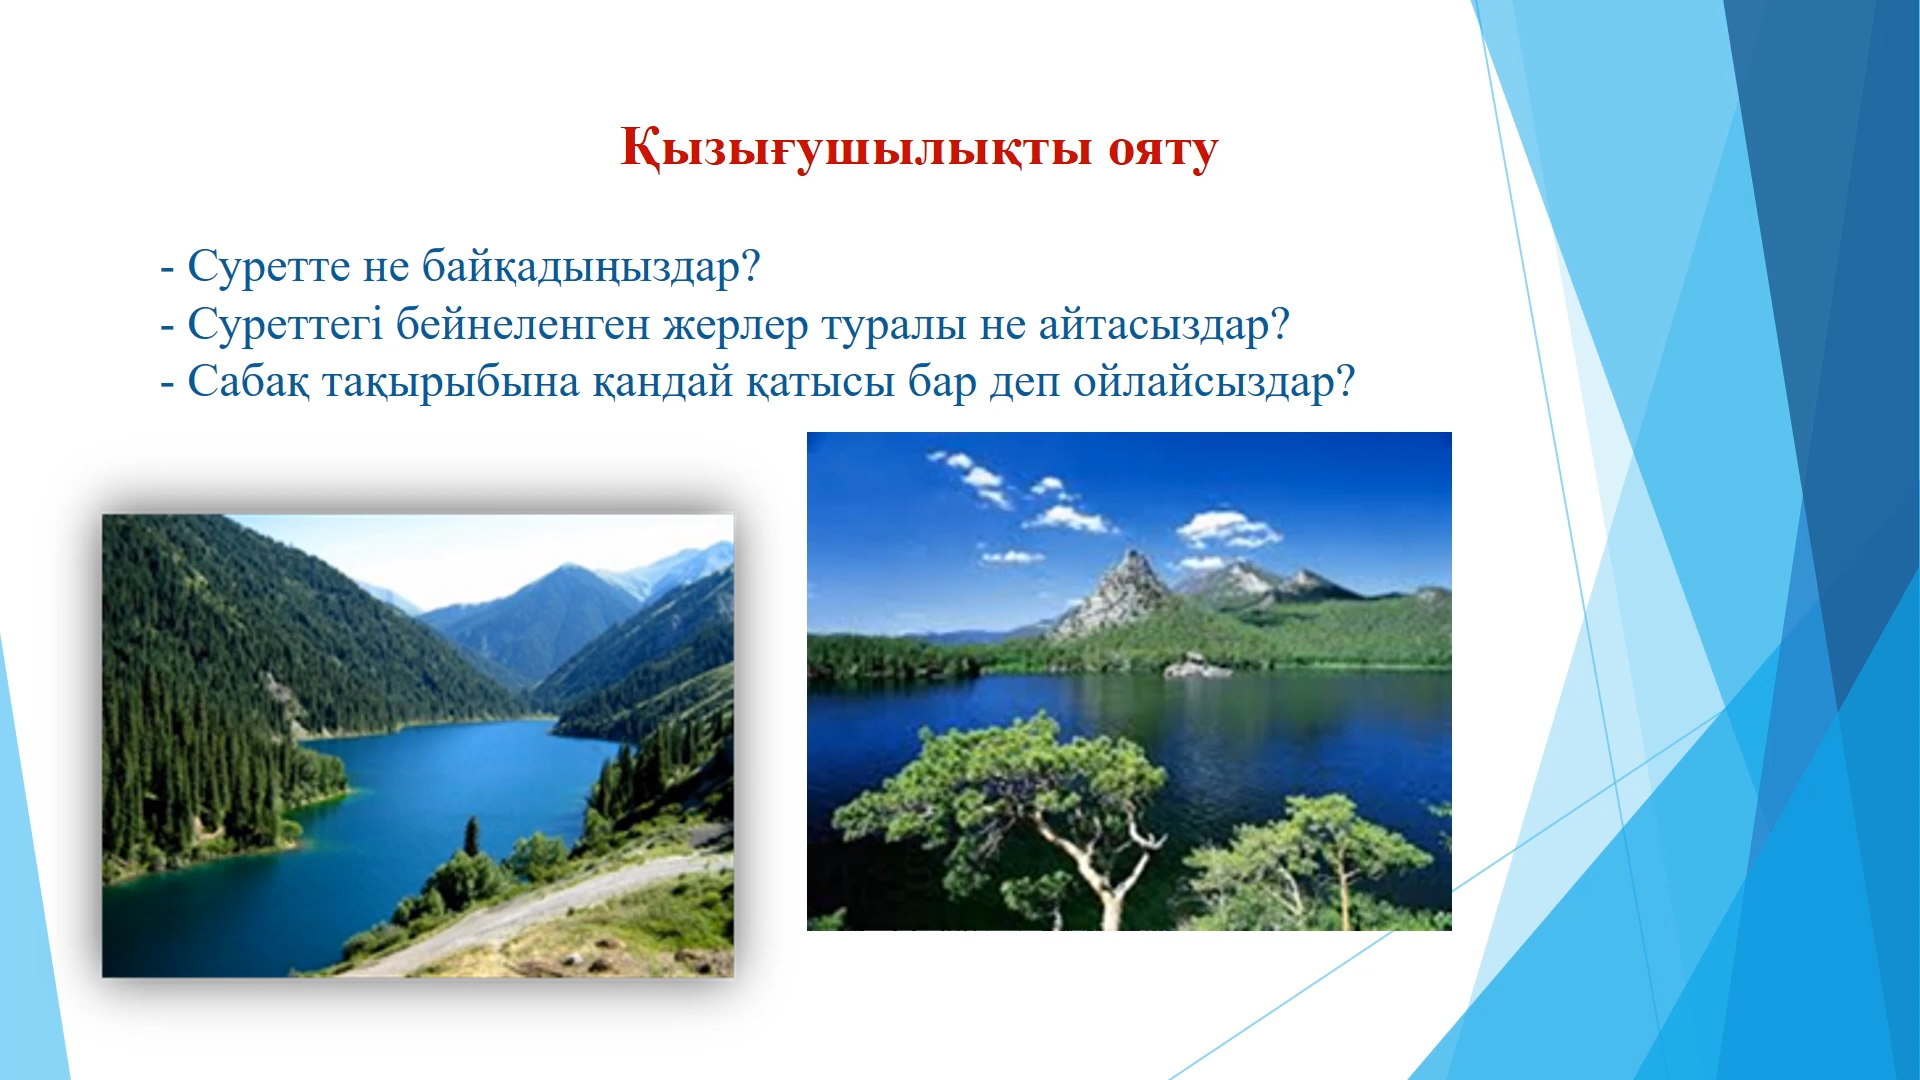 Қызығушылықты ояту
- Суретте не байқадыңыздар?
- Суреттегі бейнеленген жерлер туралы не айтасыздар?
- Сабақ тақырыбына қандай қатысы бар деп ойлайсыздар?